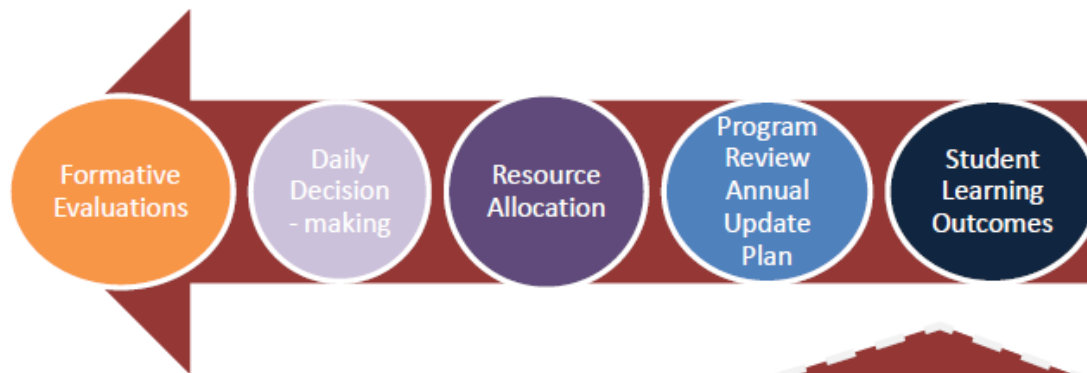 Formative
Evaluations
Daily
Decision
- making
Resource
Allocation
Program
Review
Annual
Update
Plan
Student
Learning
Outcomes